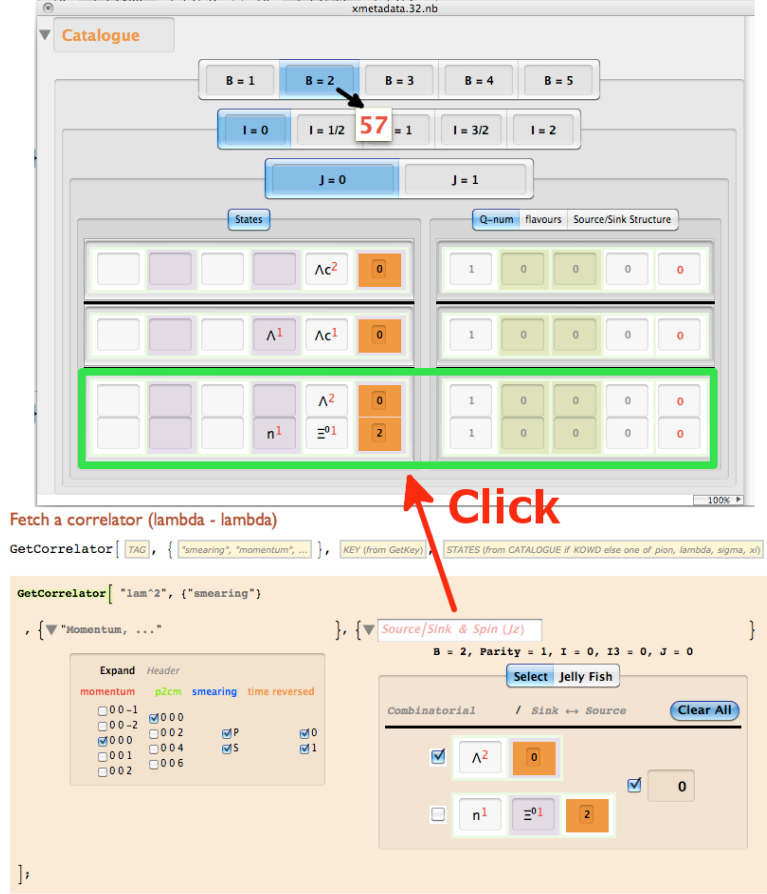 xmetadata.32.nb
Catalogue
B = 1 B = 2 B = 3 B = 4 B = 5
I = 0 I = 1/2 57 = 1 I = 3/2 I = 2
J = 0 J = 1
States Q-num flavours Source/Sink Structure
Λc2 0 1 0 0 0 0
Λ1 Λc1 0 1 0 0 0 0
Λ2 0 1 0 0 0 0
n1 Ξ01 2 1 0 0 0 0
100%
Click
Fetch a correlator (lambda - lambda)
GetCorrelator[ TAG , { "smearing", "momentum", ... }, KEY (from GetKey) , STATES (from CATALOGUE if KOWD else one of pion, lambda, sigma, xi)
GetCorrelator[ "lam^2", {"smearing"}
, { "Momentum, ..." }, { Source/Sink & Spin (Jz) }
B = 2, Parity = 1, I = 0, I3 = 0, J = 0
Expand Header Select Jelly Fish
momentum p2cm smearing time reversed
Combinatorial / Sink ↔ Source Clear All
0 0 -1 0 0 0
0 0 -2 0 0 2 P 0
0 0 0 0 0 4 S 1
0 0 1 0 0 6
0 0 2
Λ2 0
0
n1 Ξ01 2
];